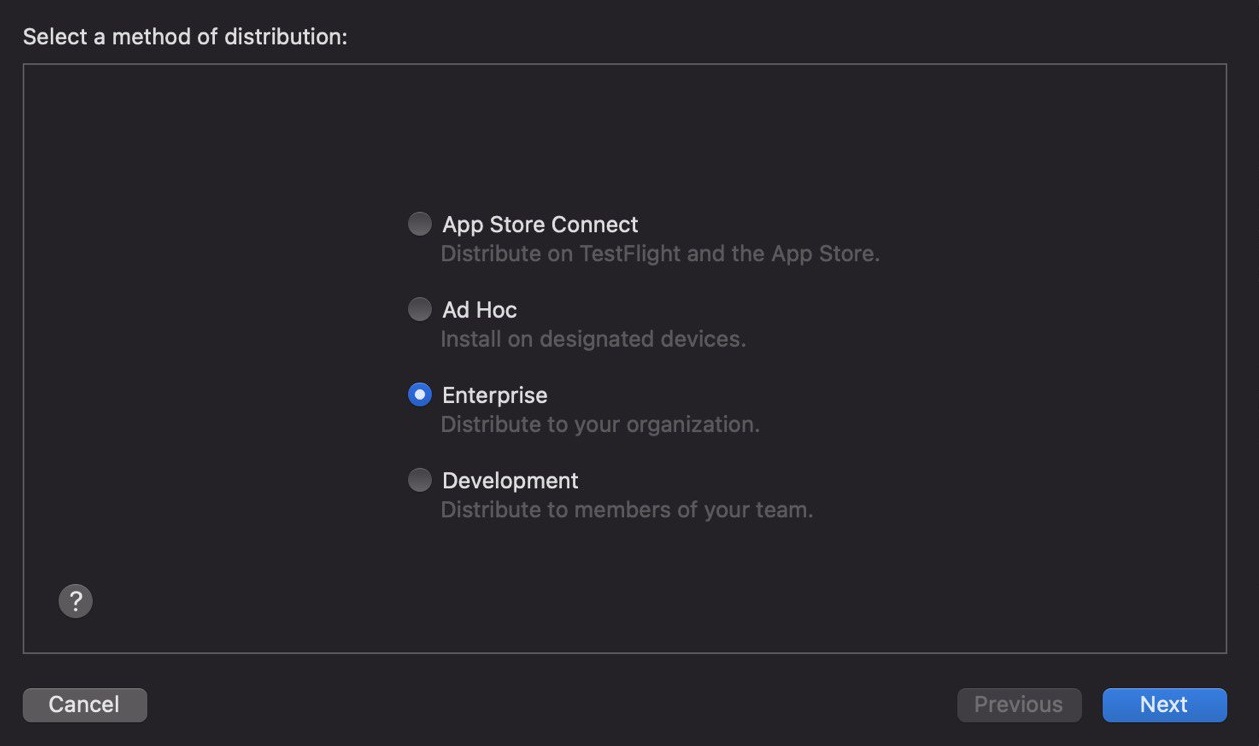 Select a method of distribution:
App Store Connect
Distribute on TestFlight and the App Store.
Ad Hoc
Install on designated devices.
Enterprise
Distribute to your organization.
Development
Distribute to members of your team.
?
Cancel
Previous
Next